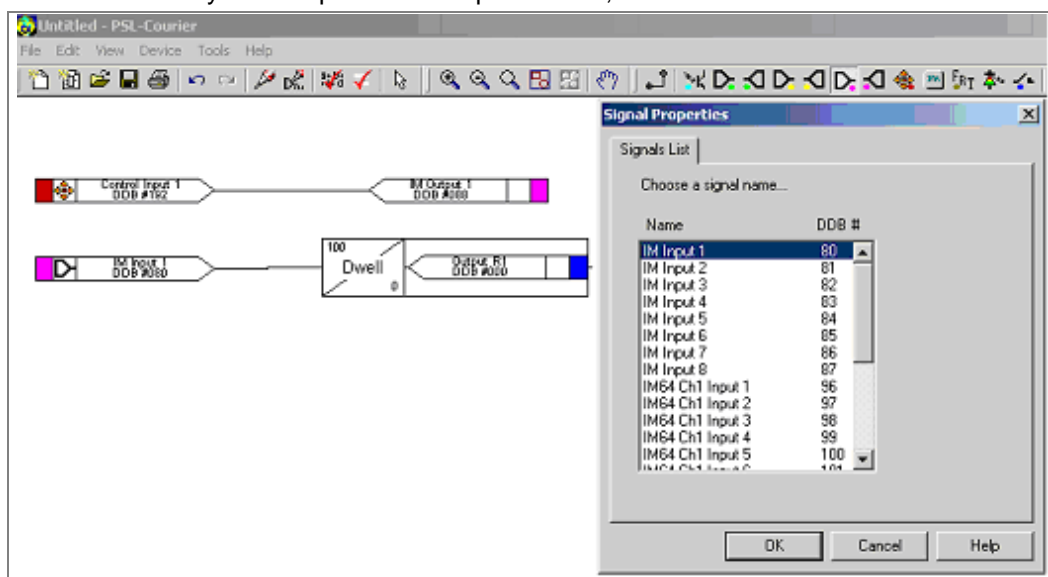 Untitled - PSL-Courier
File Edit View Device Tools Help
Control Input 1
DDB #192
IM Output 1
DDB #088
IM Input 1
DDB #080
100
Dwell
0
Output R1
DDB #000
Signal Properties
Signals List
Choose a signal name...
Name DDB #
IM Input 1 80
IM Input 2 81
IM Input 3 82
IM Input 4 83
IM Input 5 84
IM Input 6 85
IM Input 7 86
IM Input 8 87
IM64 Ch1 Input 1 96
IM64 Ch1 Input 2 97
IM64 Ch1 Input 3 98
IM64 Ch1 Input 4 99
IM64 Ch1 Input 5 100
OK Cancel Help